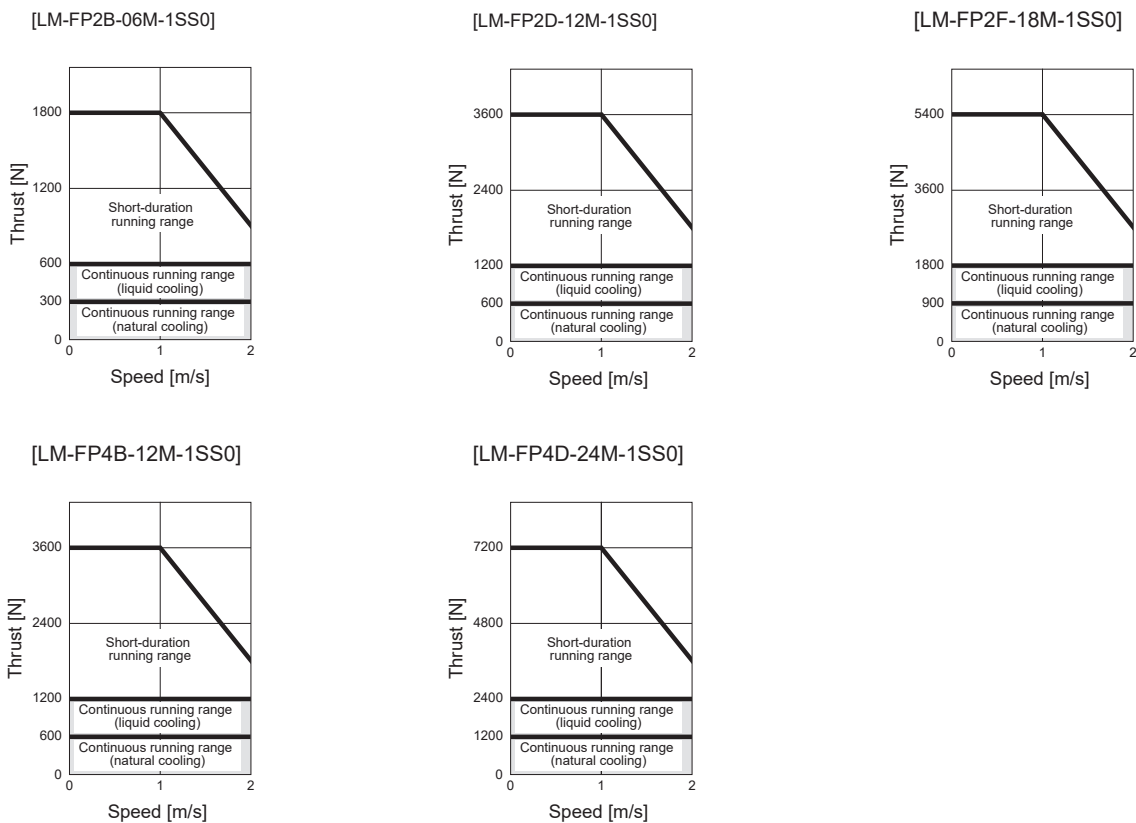 [LM-FP2B-06M-1SS0]
Thrust [N]
1800
1200
600
300
0
Short-duration
running range
Continuous running range
(liquid cooling)
Continuous running range
(natural cooling)
0
1
2
Speed [m/s]
[LM-FP2D-12M-1SS0]
Thrust [N]
3600
2400
1200
600
0
Short-duration
running range
Continuous running range
(liquid cooling)
Continuous running range
(natural cooling)
0
1
2
Speed [m/s]
[LM-FP2F-18M-1SS0]
Thrust [N]
5400
3600
1800
900
0
Short-duration
running range
Continuous running range
(liquid cooling)
Continuous running range
(natural cooling)
0
1
2
Speed [m/s]
[LM-FP4B-12M-1SS0]
Thrust [N]
3600
2400
1200
600
0
Short-duration
running range
Continuous running range
(liquid cooling)
Continuous running range
(natural cooling)
0
1
2
Speed [m/s]
[LM-FP4D-24M-1SS0]
Thrust [N]
7200
4800
2400
1200
0
Short-duration
running range
Continuous running range
(liquid cooling)
Continuous running range
(natural cooling)
0
1
2
Speed [m/s]